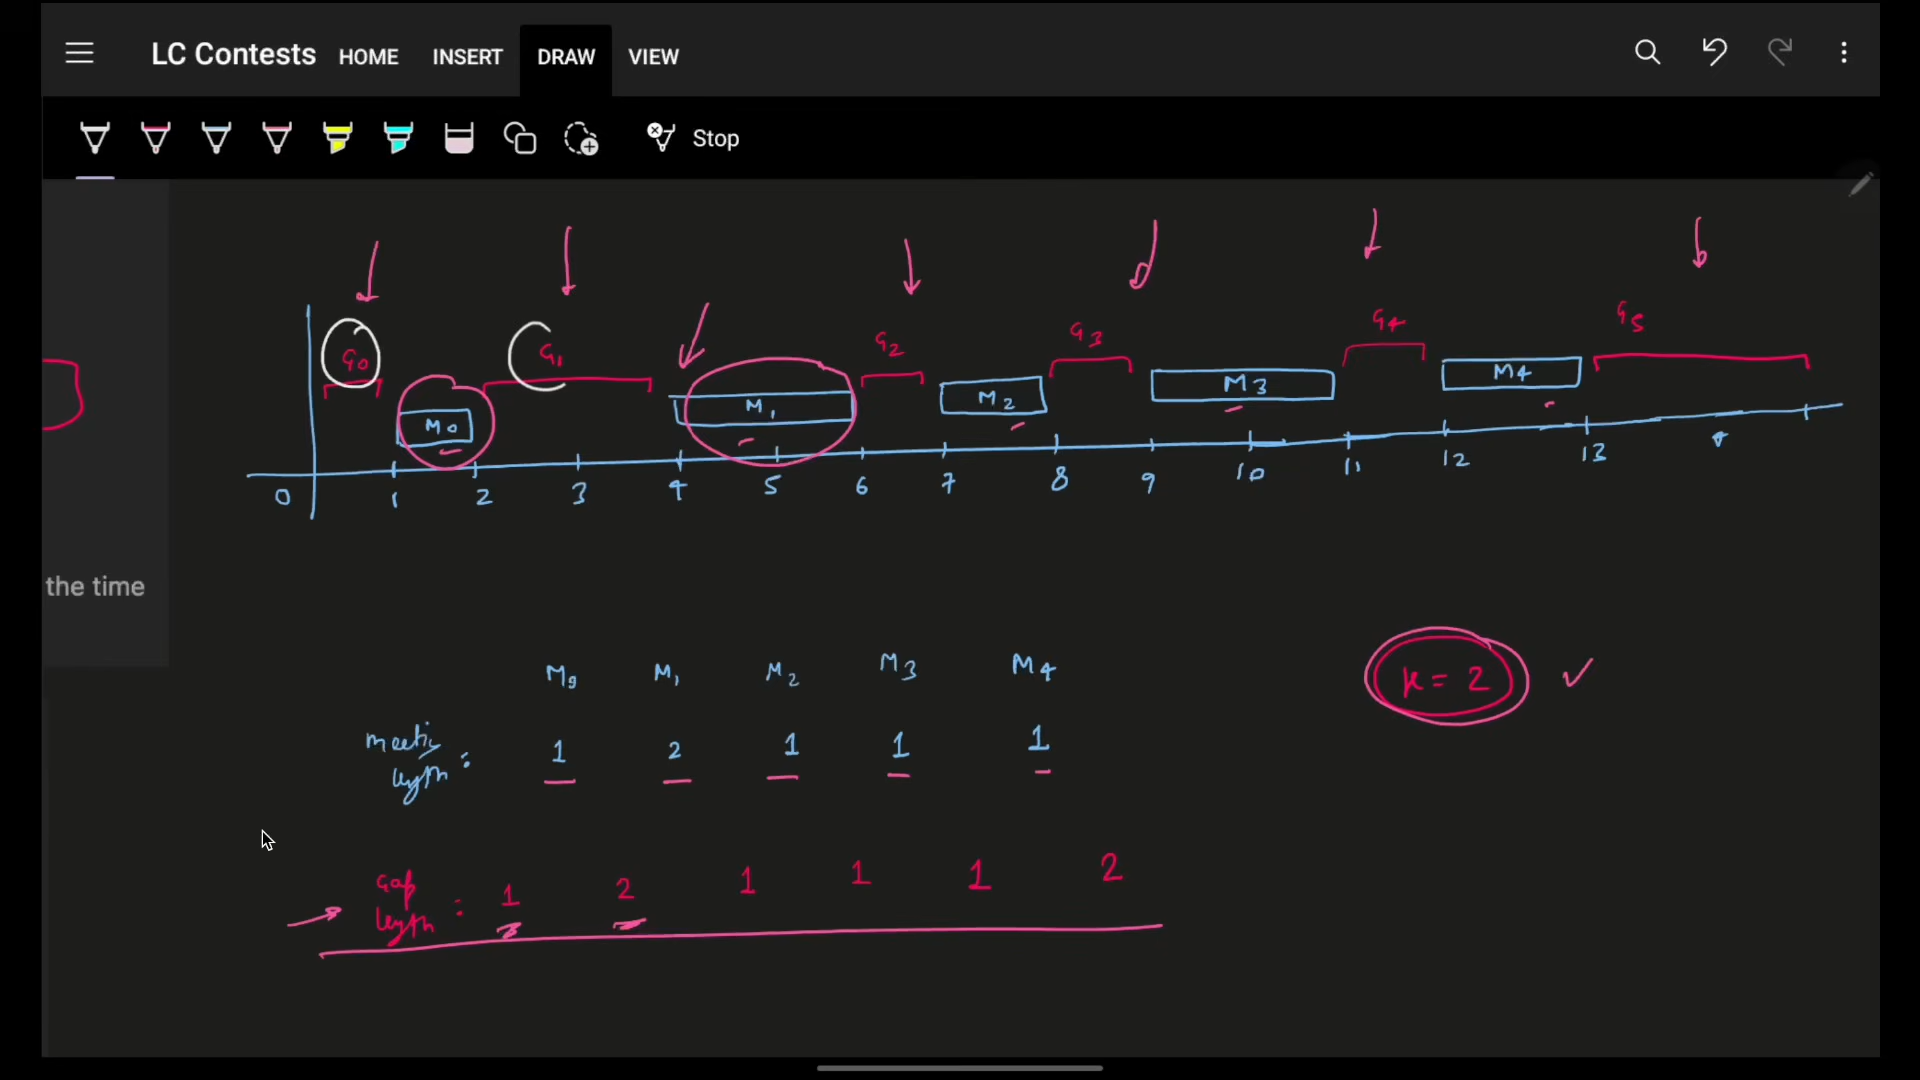 LC Contests HOME INSERT DRAW VIEW
Stop
G0 G1 G2 G3 G4 G5
M0 M1 M2 M3 M4
0 1 2 3 4 5 6 7 8 9 10 11 12 13
the time
M0 M1 M2 M3 M4
k = 2
meetig
length : 1 2 1 1 1
Gap
length : 1 2 1 1 1 2